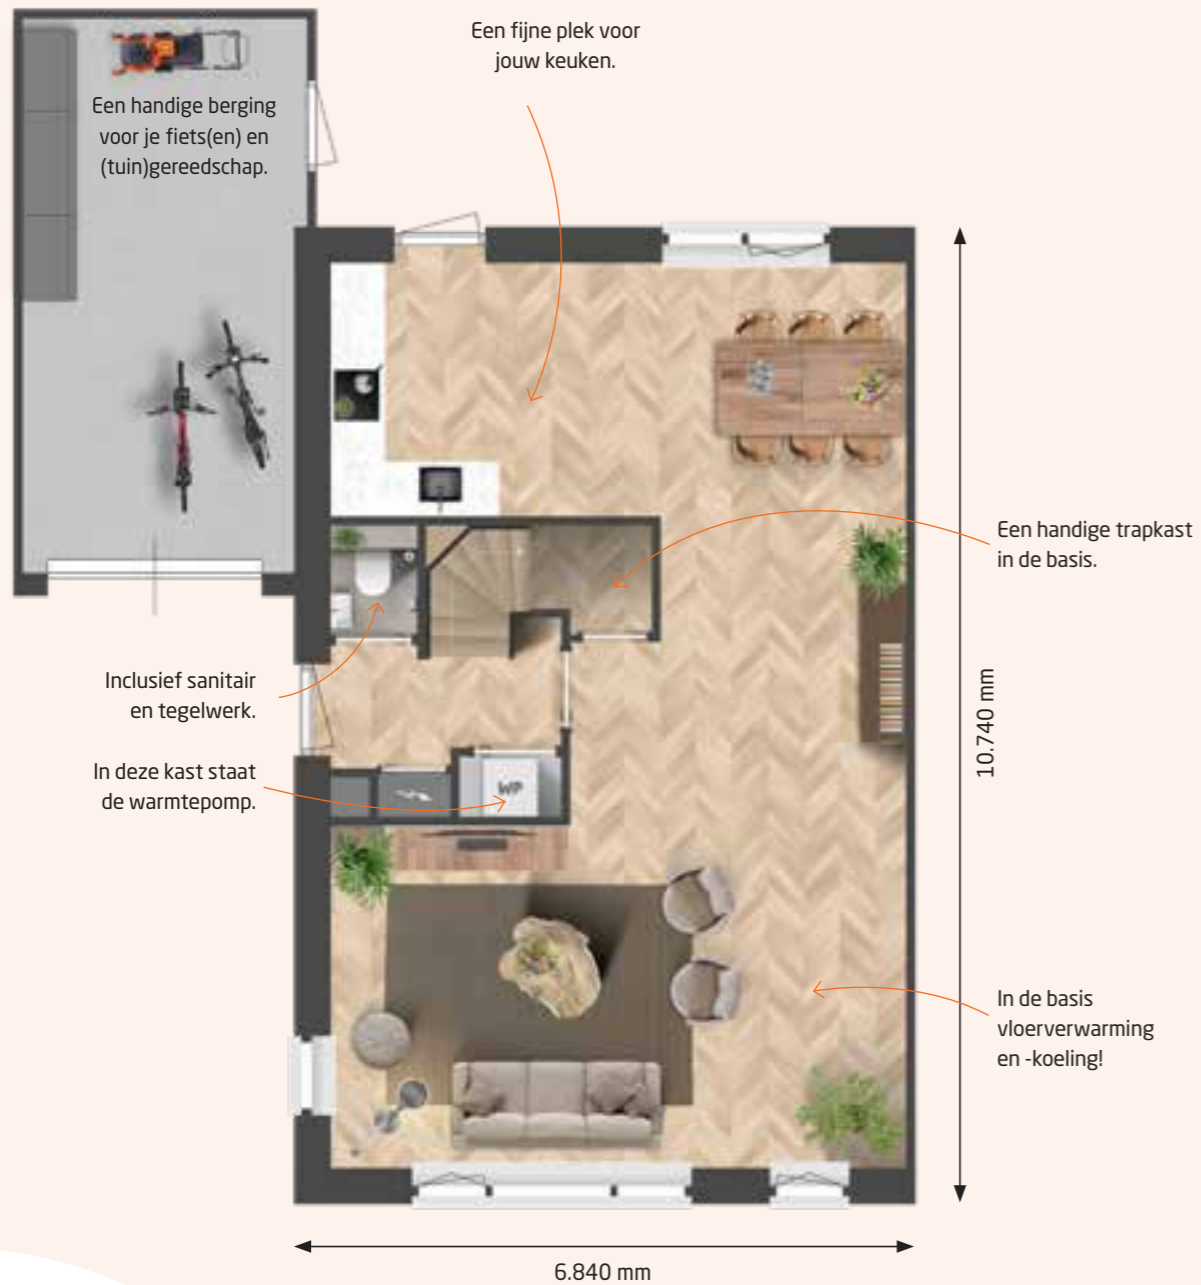 Een fijne plek voor
jouw keuken.
Een handige berging
voor je fiets(en) en
(tuin)gereedschap.
Een handige trapkast
in de basis.
Inclusief sanitair
en tegelwerk.
10.740 mm
In deze kast staat
de warmtepomp.
WP
In de basis
vloerverwarming
en -koeling!
6.840 mm